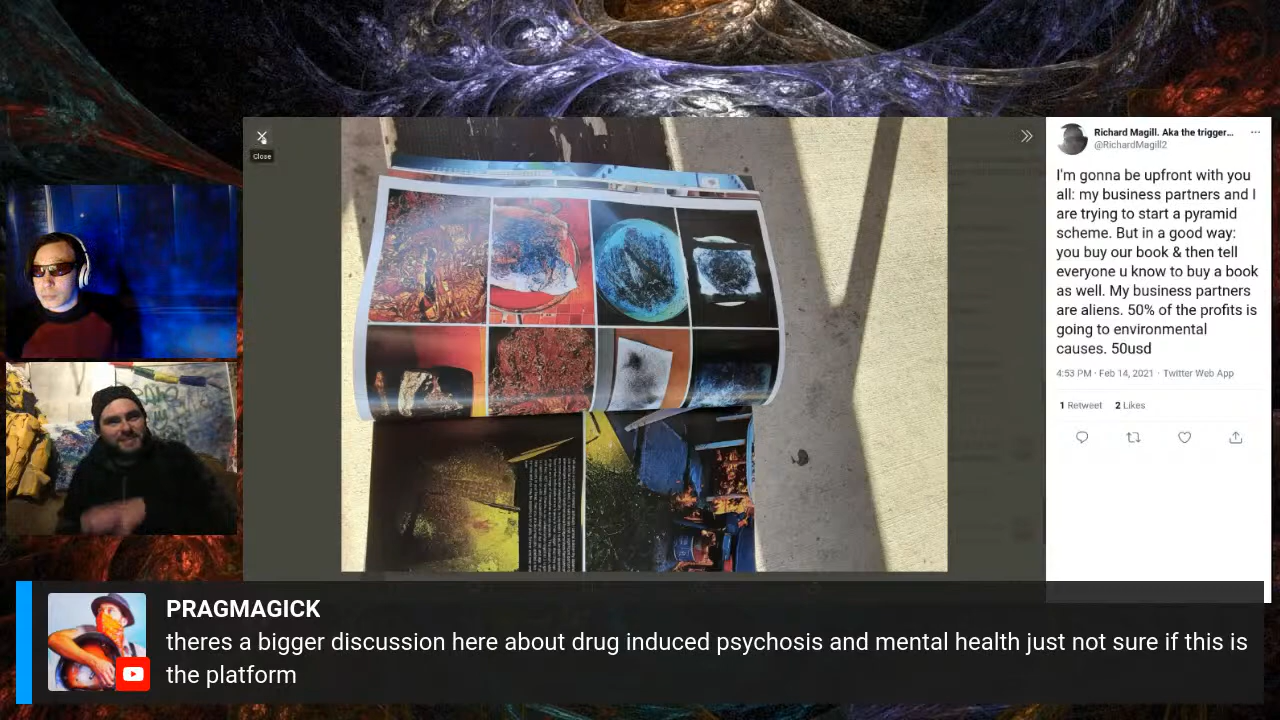 Close
Richard Magill. Aka the trigger...
@RichardMagill2
I'm gonna be upfront with you
all: my business partners and I
are trying to start a pyramid
scheme. But in a good way:
you buy our book & then tell
everyone u know to buy a book
as well. My business partners
are aliens. 50% of the profits is
going to environmental
causes. 50usd
4:53 PM · Feb 14, 2021 · Twitter Web App
1 Retweet 2 Likes
PRAGMAGICK
theres a bigger discussion here about drug induced psychosis and mental health just not sure if this is
the platform